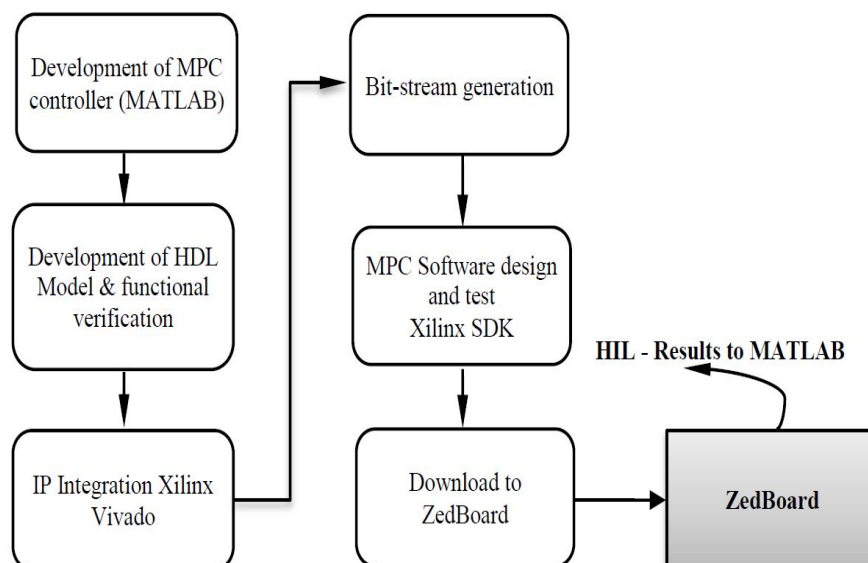 Development of MPC
controller (MATLAB)
Development of HDL
Model & functional
verification
IP Integration Xilinx
Vivado
Bit-stream generation
MPC Software design
and test
Xilinx SDK
Download to
ZedBoard
HIL - Results to MATLAB
ZedBoard